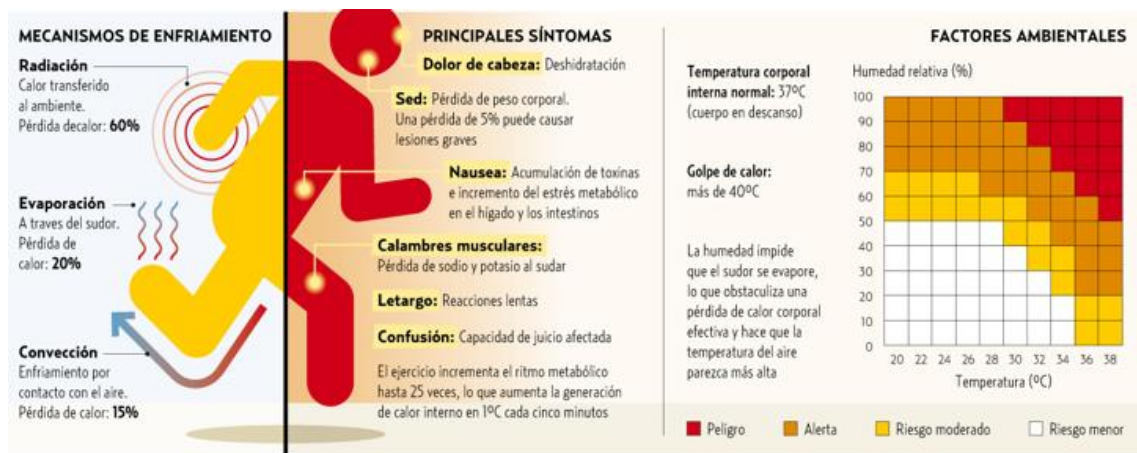 MECANISMOS DE ENFRIAMIENTO
Radiación
Calor transferido
al ambiente.
Pérdida decalor: 60%
Evaporación
A traves del sudor.
Pérdida de
calor: 20%
Convección
Enfriamiento por
contacto con el aire.
Pérdida de calor: 15%
PRINCIPALES SÍNTOMAS
Dolor de cabeza: Deshidratación
Sed: Pérdida de peso corporal.
Una pérdida de 5% puede causar
lesiones graves
Nausea: Acumulación de toxinas
e incremento del estrés metabólico
en el hígado y los intestinos
Calambres musculares:
Pérdida de sodio y potasio al sudar
Letargo: Reacciones lentas
Confusión: Capacidad de juicio afectada
El ejercicio incrementa el ritmo metabólico
hasta 25 veces, lo que aumenta la generación
de calor interno en 1ºC cada cinco minutos
FACTORES AMBIENTALES
Temperatura corporal
interna normal: 37ºC
(cuerpo en descanso)
Golpe de calor:
más de 40ºC
La humedad impide
que el sudor se evapore,
lo que obstaculiza una
pérdida de calor corporal
efectiva y hace que la
temperatura del aire
parezca más alta
Humedad relativa (%)
100
90
80
70
60
50
40
30
20
10
0
20 22 24 26 28 30 32 34 36 38
Temperatura (ºC)
Peligro Alerta Riesgo moderado Riesgo menor